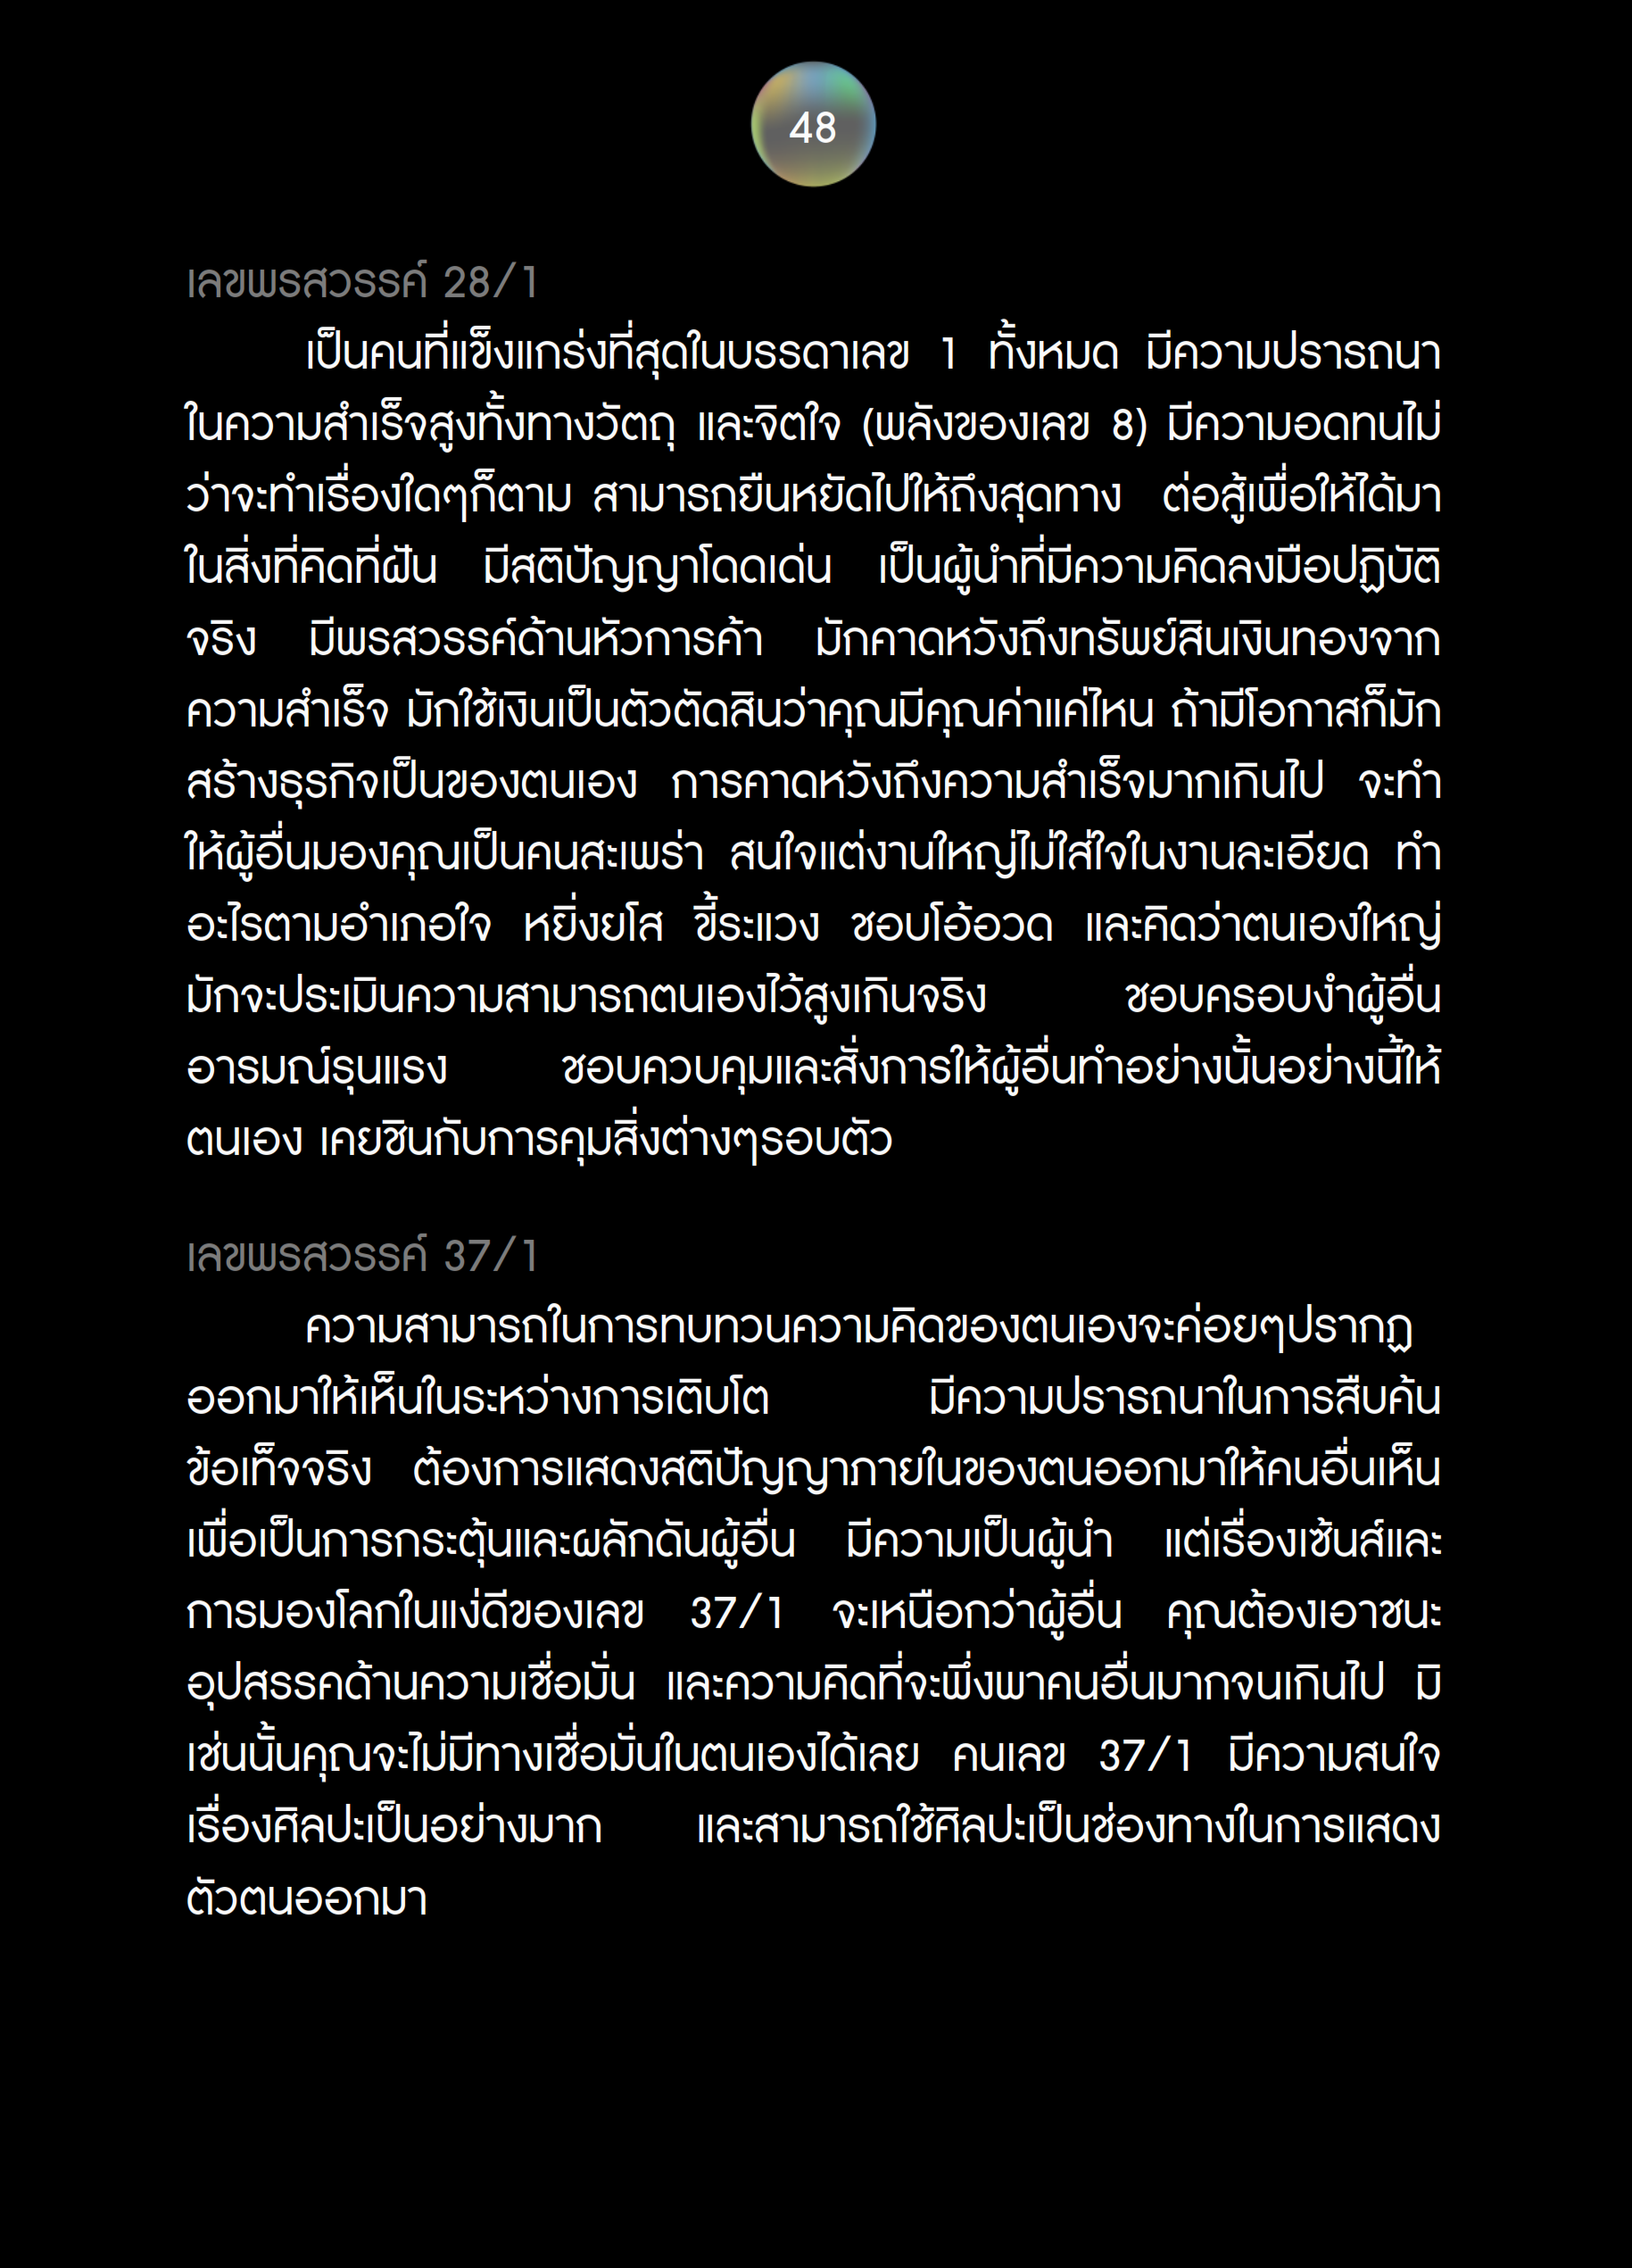 48
เลขพรสวรรค์ 28/1
เป็นคนที่แข็งแกร่งที่สุดในบรรดาเลข 1 ทั้งหมด มีความปรารถนา
ในความสำเร็จสูงทั้งทางวัตถุ และจิตใจ (พลังของเลข 8) มีความอดทนไม่
ว่าจะทำเรื่องใดๆก็ตาม สามารถยืนหยัดไปให้ถึงสุดทาง ต่อสู้เพื่อให้ได้มา
ในสิ่งที่คิดที่ฝัน มีสติปัญญาโดดเด่น เป็นผู้นำที่มีความคิดลงมือปฏิบัติ
จริง มีพรสวรรค์ด้านหัวการค้า มักคาดหวังถึงทรัพย์สินเงินทองจาก
ความสำเร็จ มักใช้เงินเป็นตัวตัดสินว่าคุณมีคุณค่าแค่ไหน ถ้ามีโอกาสก็มัก
สร้างธุรกิจเป็นของตนเอง การคาดหวังถึงความสำเร็จมากเกินไป จะทำ
ให้ผู้อื่นมองคุณเป็นคนสะเพร่า สนใจแต่งานใหญ่ไม่ใส่ใจในงานละเอียด ทำ
อะไรตามอำเภอใจ หยิ่งยโส ขี้ระแวง ชอบโอ้อวด และคิดว่าตนเองใหญ่
มักจะประเมินความสามารถตนเองไว้สูงเกินจริง ชอบครอบงำผู้อื่น
อารมณ์รุนแรง ชอบควบคุมและสั่งการให้ผู้อื่นทำอย่างนั้นอย่างนี้ให้
ตนเอง เคยชินกับการคุมสิ่งต่างๆรอบตัว
เลขพรสวรรค์ 37/1
ความสามารถในการทบทวนความคิดของตนเองจะค่อยๆปรากฏ
ออกมาให้เห็นในระหว่างการเติบโต มีความปรารถนาในการสืบค้น
ข้อเท็จจริง ต้องการแสดงสติปัญญาภายในของตนออกมาให้คนอื่นเห็น
เพื่อเป็นการกระตุ้นและผลักดันผู้อื่น มีความเป็นผู้นำ แต่เรื่องเซ้นส์และ
การมองโลกในแง่ดีของเลข 37/1 จะเหนือกว่าผู้อื่น คุณต้องเอาชนะ
อุปสรรคด้านความเชื่อมั่น และความคิดที่จะพึ่งพาคนอื่นมากจนเกินไป มิ
เช่นนั้นคุณจะไม่มีทางเชื่อมั่นในตนเองได้เลย คนเลข 37/1 มีความสนใจ
เรื่องศิลปะเป็นอย่างมาก และสามารถใช้ศิลปะเป็นช่องทางในการแสดง
ตัวตนออกมา